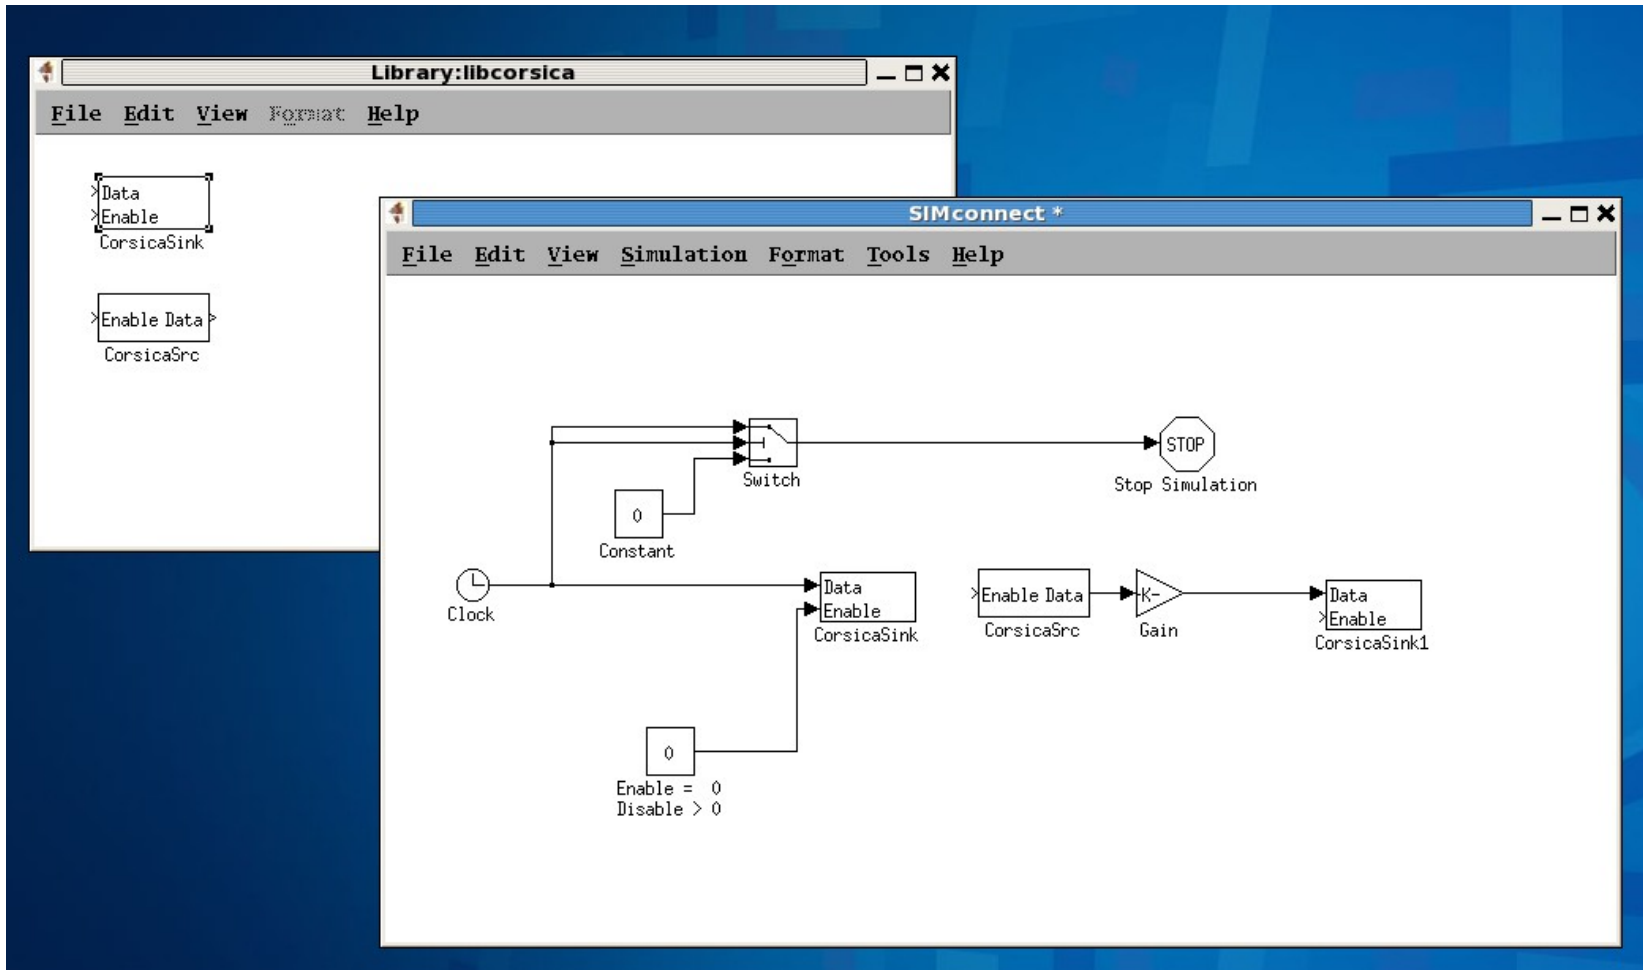 Library:libcorsica
File Edit View Format Help
Data
Enable
CorsicaSink
Enable Data
CorsicaSrc
SIMconnect *
File Edit View Simulation Format Tools Help
Switch
STOP
Stop Simulation
0
Constant
Clock
Data
Enable
CorsicaSink
Enable Data
CorsicaSrc
-K-
Gain
Data
Enable
CorsicaSink1
0
Enable = 0
Disable > 0